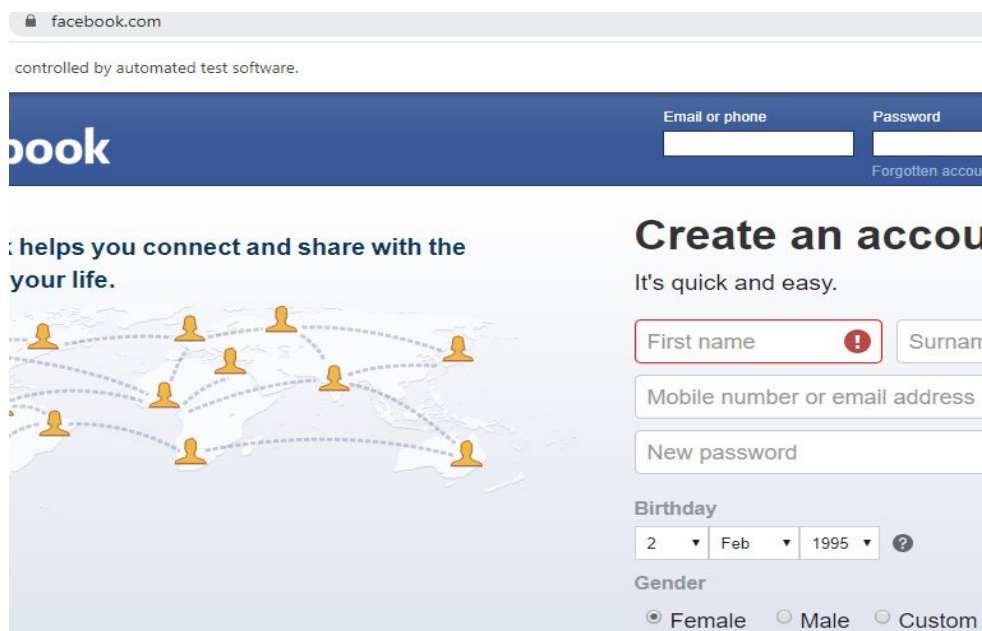 facebook.com
controlled by automated test software.
book
Email or phone
Password
Forgotten accou
helps you connect and share with the
your life.
Create an accou
It's quick and easy.
First name
Surnam
Mobile number or email address
New password
Birthday
2 Feb 1995
Gender
Female Male Custom